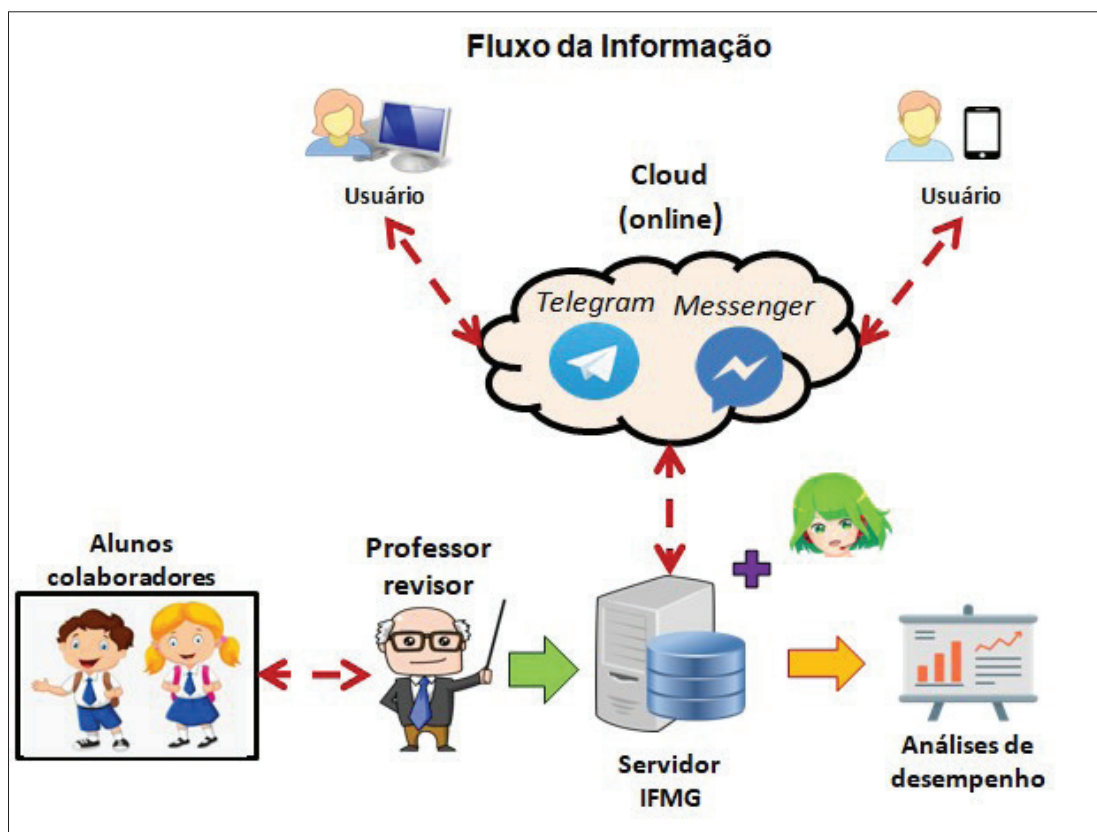 Fluxo da Informação
Usuário
Usuário
Cloud
(online)
Telegram
Messenger
Alunos
colaboradores
Professor
revisor
Servidor
IFMG
Análises de
desempenho